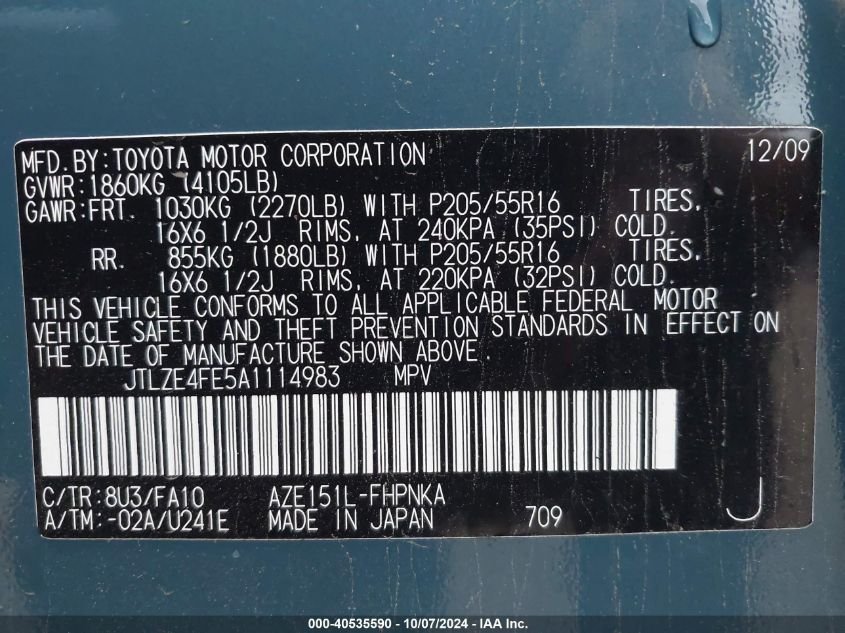 MFD.BY:TOYOTA MOTOR CORPORATION 12/09
GVWR:1860KG (4105LB)
GAWR:FRT. 1030KG (2270LB) WITH P205/55R16 TIRES,
16X6 1/2J RIMS, AT 240KPA (35PSI) COLD.
RR. 855KG (1880LB) WITH P205/55R16 TIRES,
16X6 1/2J RIMS, AT 220KPA (32PSI) COLD.
THIS VEHICLE CONFORMS TO ALL APPLICABLE FEDERAL MOTOR
VEHICLE SAFETY AND THEFT PREVENTION STANDARDS IN EFFECT ON
THE DATE OF MANUFACTURE SHOWN ABOVE.
JTLZE4FE5A1114983 MPV
C/TR:8U3/FA10 AZE151L-FHPNKA
A/TM:-02A/U241E MADE IN JAPAN 709 J
000-40535590 - 10/07/2024 - IAA Inc.